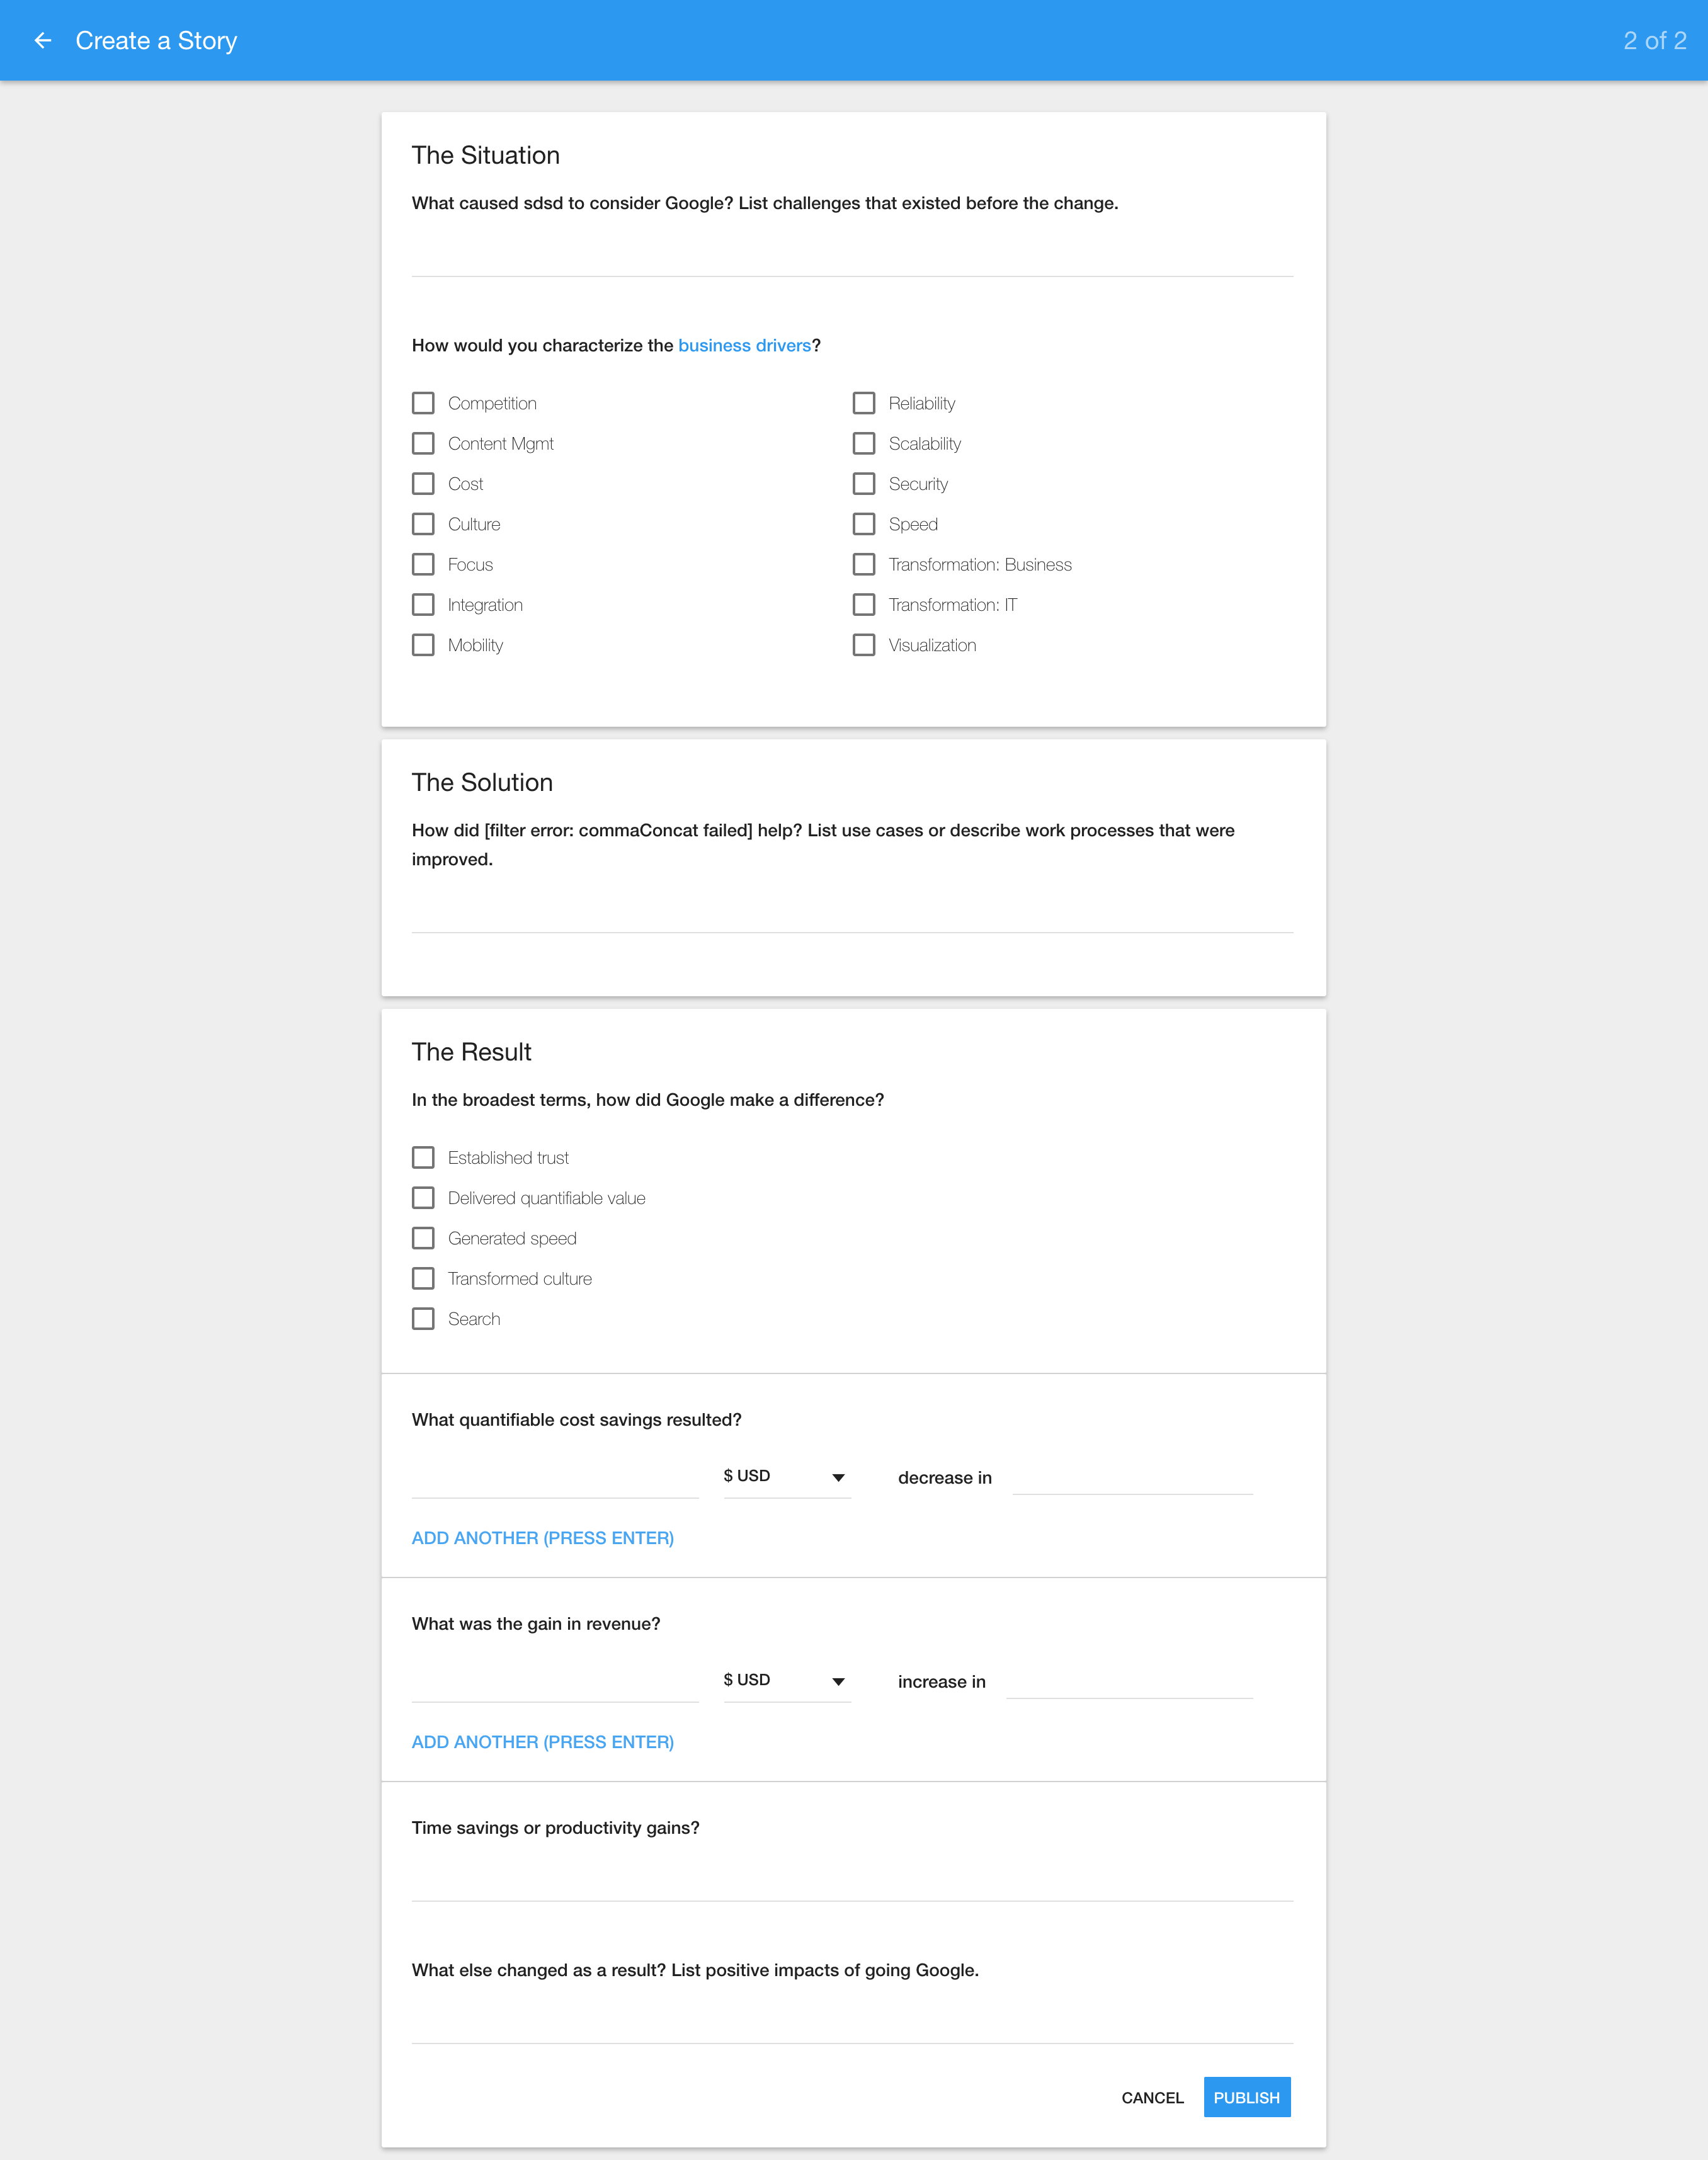 Create a Story
2 of 2
The Situation
What caused sdsd to consider Google? List challenges that existed before the change.
How would you characterize the business drivers?
Competition
Content Mgmt
Cost
Culture
Focus
Integration
Mobility
Reliability
Scalability
Security
Speed
Transformation: Business
Transformation: IT
Visualization
The Solution
How did [filter error: commaConcat failed] help? List use cases or describe work processes that were
improved.
The Result
In the broadest terms, how did Google make a difference?
Established trust
Delivered quantifiable value
Generated speed
Transformed culture
Search
What quantifiable cost savings resulted?
$ USD
decrease in
ADD ANOTHER (PRESS ENTER)
What was the gain in revenue?
$ USD
increase in
ADD ANOTHER (PRESS ENTER)
Time savings or productivity gains?
What else changed as a result? List positive impacts of going Google.
CANCEL
PUBLISH